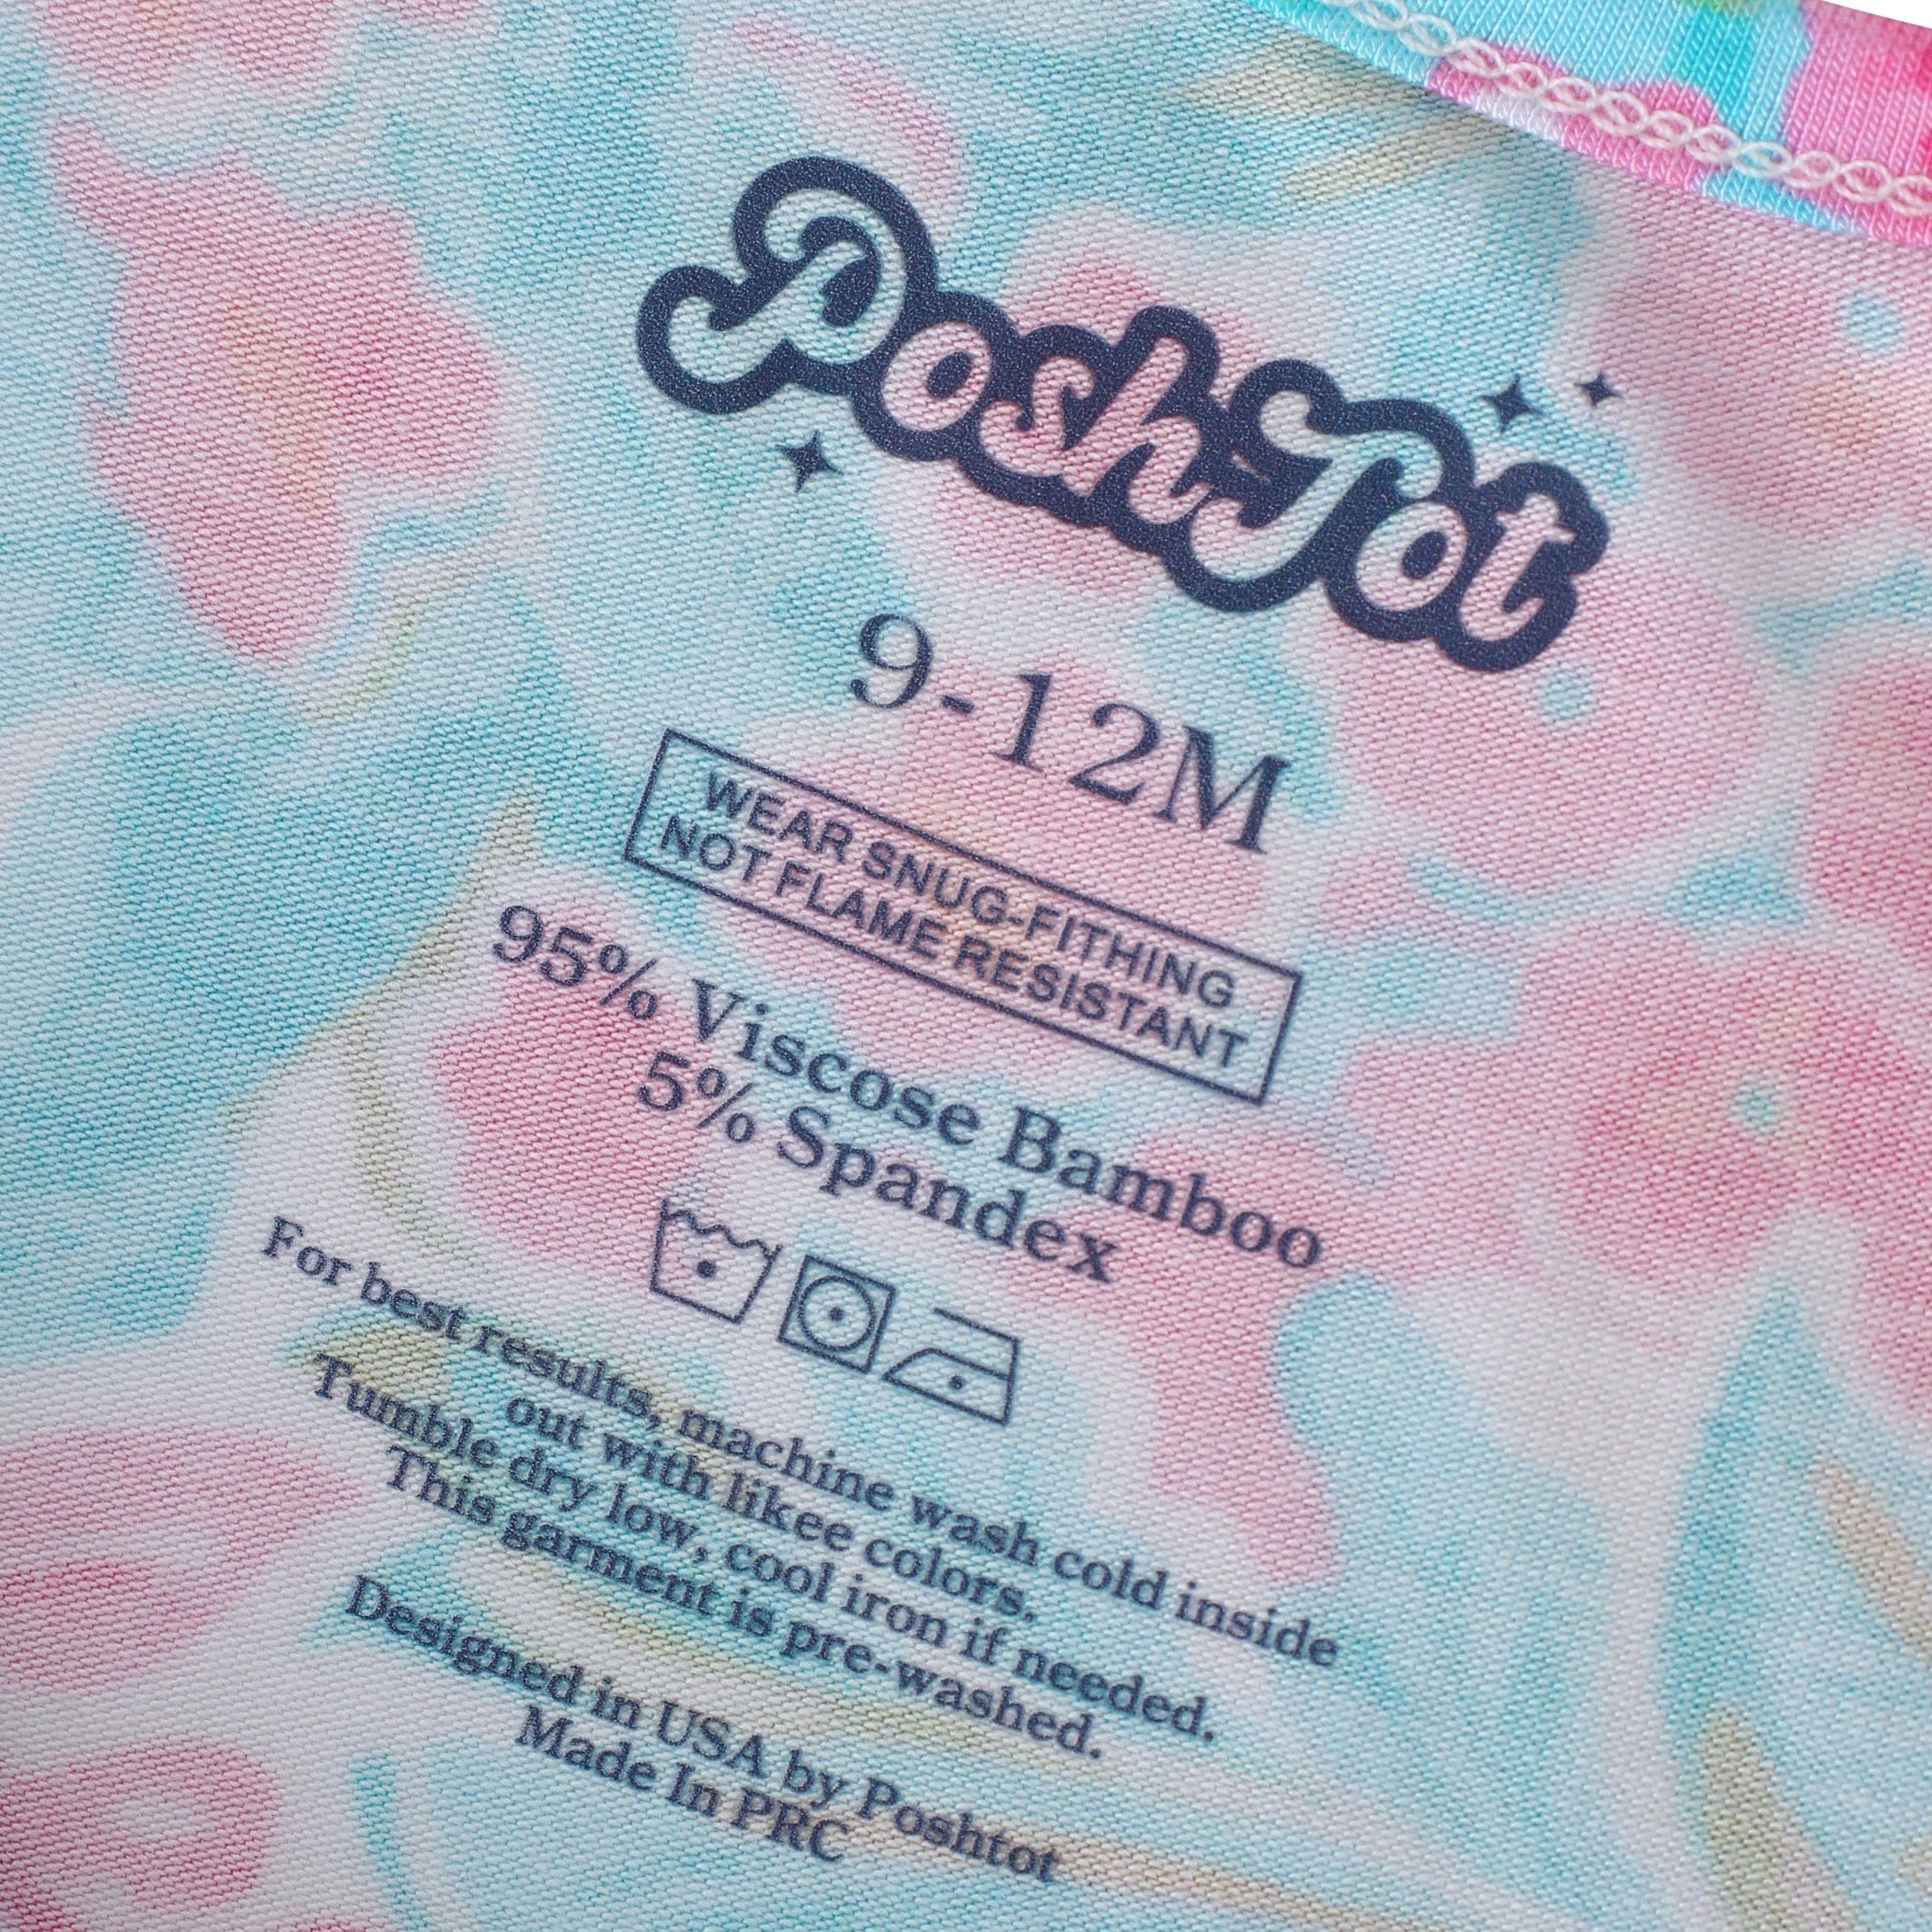 PoshTot
9-12M
WEAR SNUG-FITHING
NOT FLAME RESISTANT
95% Viscose Bamboo
5% Spandex
For best results, machine wash cold inside
out with likee colors.
Tumble dry low, cool iron if needed.
This garment is pre-washed.
Designed in USA by Poshtot
Made In PRC